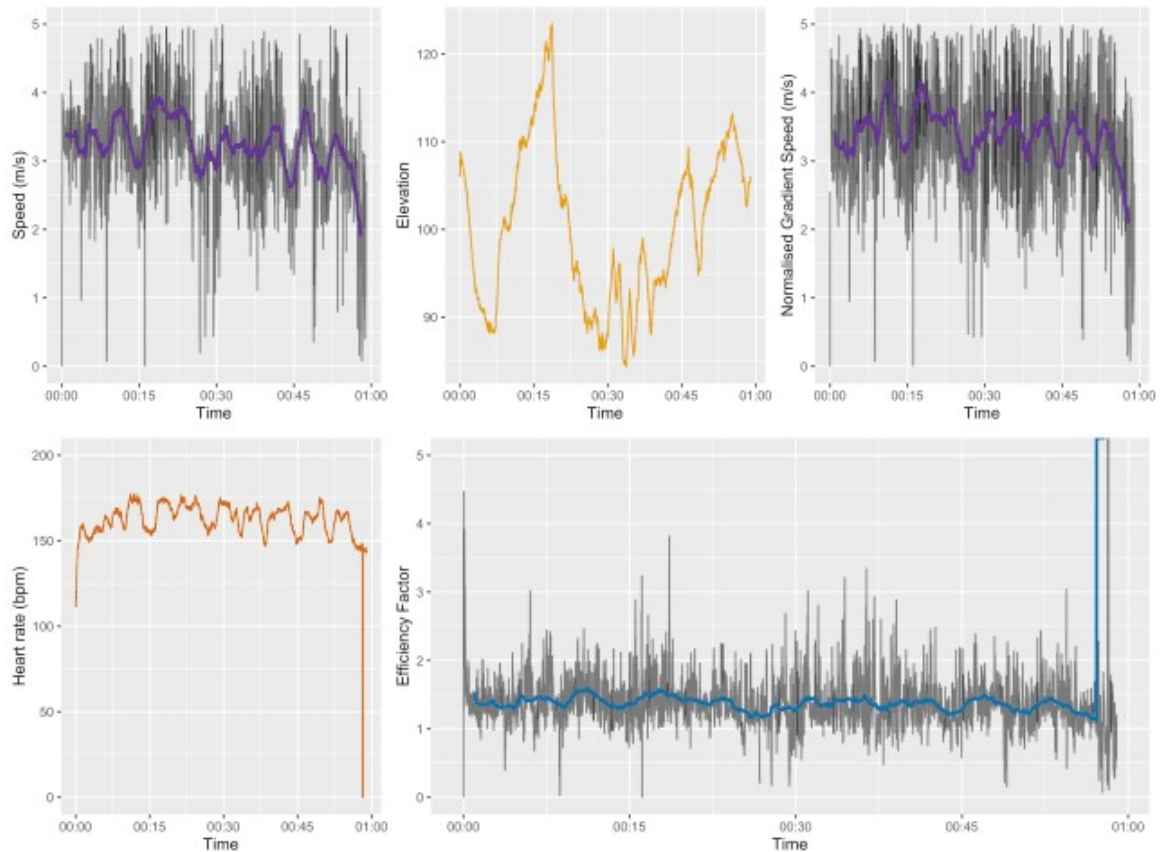 5
4
3
2
1
0
Speed (m/s)
00:00 00:15 00:30 00:45 01:00
Time
120
110
100
90
Elevation
00:00 00:15 00:30 00:45 01:00
Time
5
4
3
2
1
0
Normalised Gradient Speed (m/s)
00:00 00:15 00:30 00:45 01:00
Time
200
150
100
50
0
Heart rate (bpm)
00:00 00:15 00:30 00:45 01:00
Time
5
4
3
2
1
0
Efficiency Factor
00:00 00:15 00:30 00:45 01:00
Time